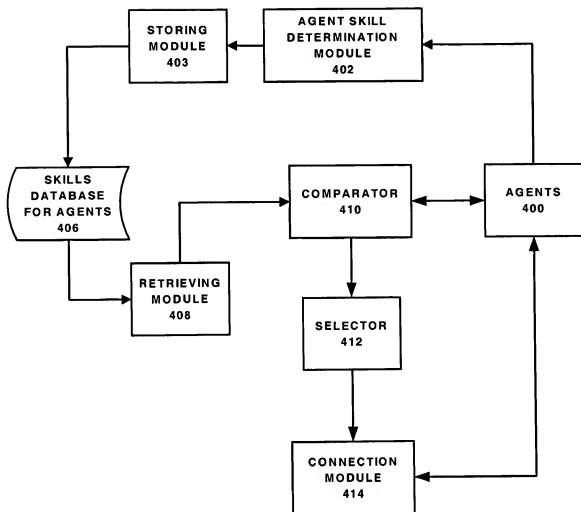 STORING
MODULE
403
AGENT SKILL
DETERMINATION
MODULE
402
SKILLS
DATABASE
FOR AGENTS
406
COMPARATOR
410
AGENTS
400
RETRIEVING
MODULE
408
SELECTOR
412
CONNECTION
MODULE
414